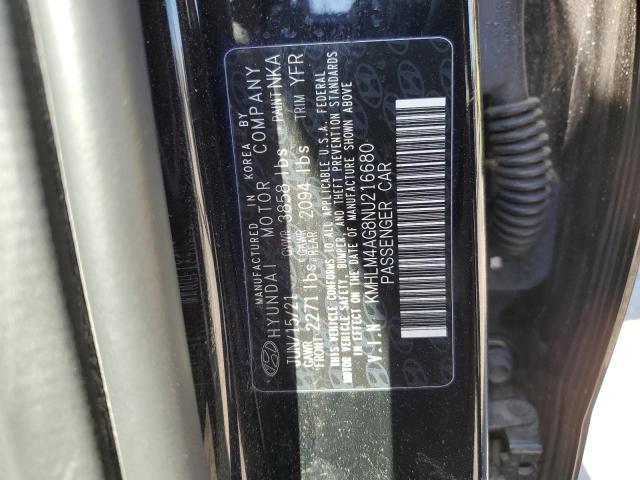 MANUFACTURED IN KOREA BY
HYUNDAI MOTOR COMPANY
JUN/15/21 GVWR 3858 lbs PAINT NKA
GAWR FRONT 2271 lbs GAWR REAR 2094 lbs TRIM YFR
THIS VEHICLE CONFORMS TO ALL APPLICABLE U.S.A. FEDERAL
MOTOR VEHICLE SAFETY, BUMPER, AND THEFT PREVENTION STANDARDS
IN EFFECT ON THE DATE OF MANUFACTURE SHOWN ABOVE
V.I.N KMHLM4AG8NU216680
PASSENGER CAR